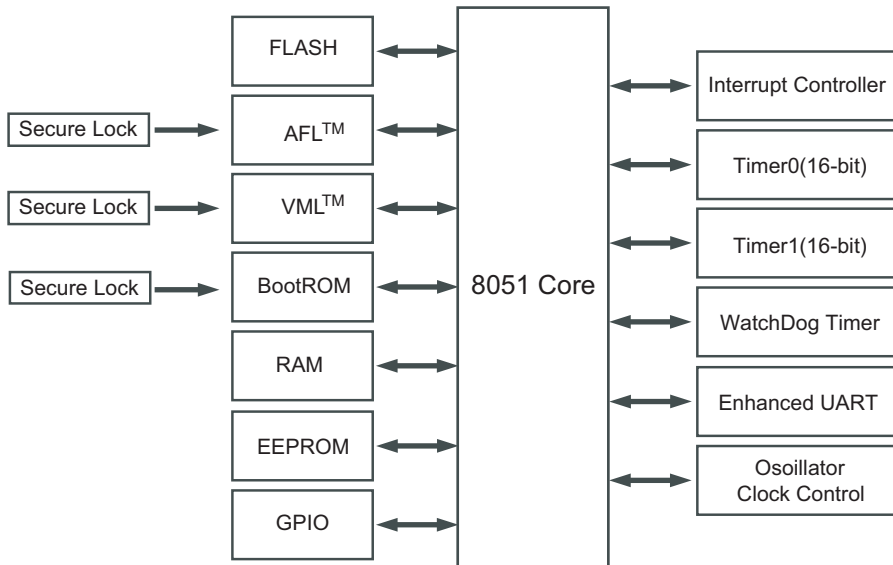 FLASH
Secure Lock
AFL™
Secure Lock
VML™
Secure Lock
BootROM
RAM
EEPROM
GPIO
8051 Core
Interrupt Controller
Timer0(16-bit)
Timer1(16-bit)
WatchDog Timer
Enhanced UART
Osoillator
Clock Control